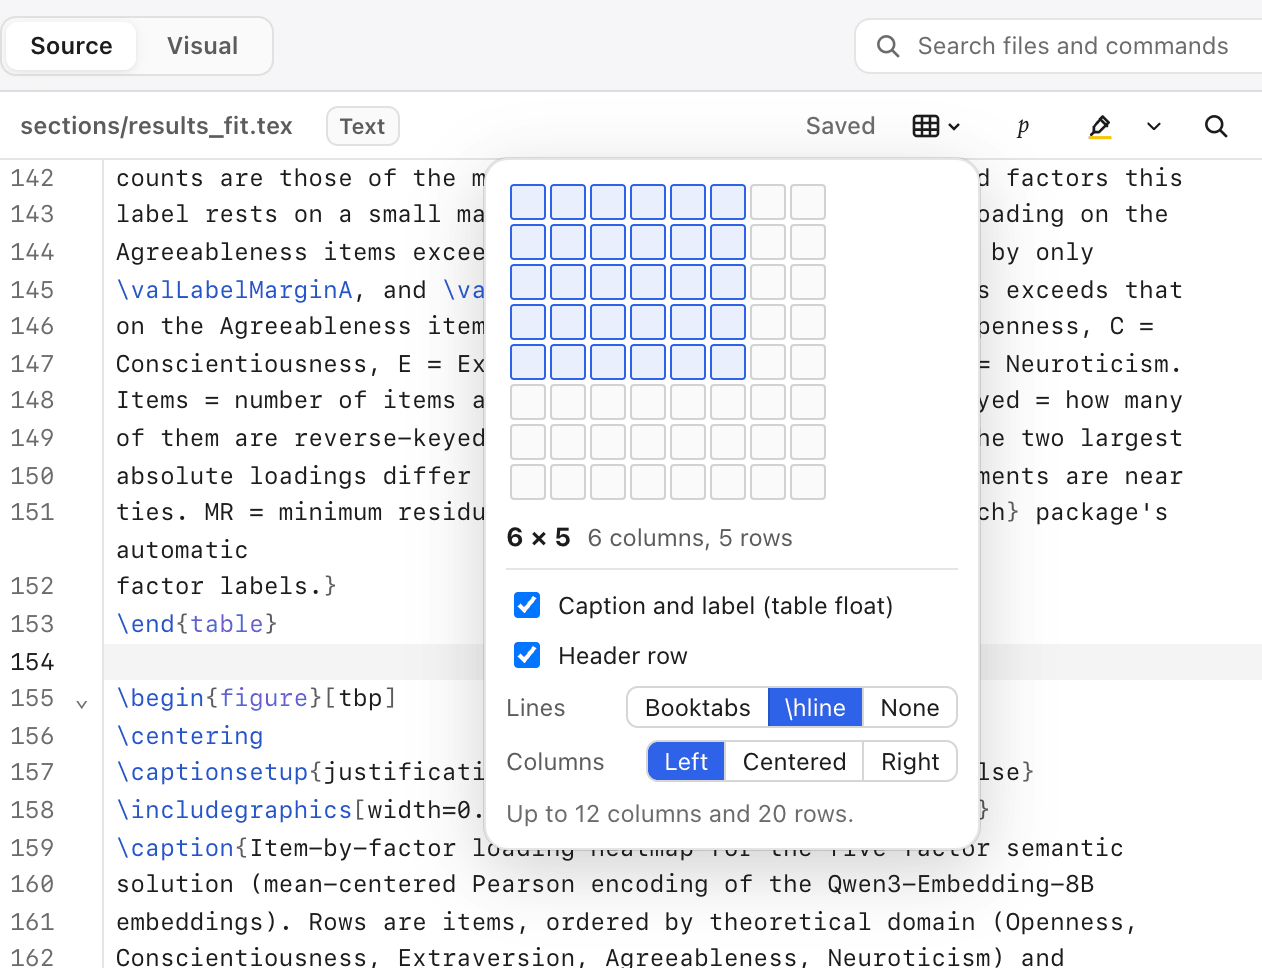 Source Visual Search files and commands
sections/results_fit.tex Text Saved p
142 counts are those of the m d factors this
143 label rests on a small ma oading on the
144 Agreeableness items excee by only
145 \valLabelMarginA, and \va s exceeds that
146 on the Agreeableness item penness, C =
147 Conscientiousness, E = Ex = Neuroticism.
148 Items = number of items a yed = how many
149 of them are reverse-keyed he two largest
150 absolute loadings differ ments are near
151 ties. MR = minimum residu ch} package's
automatic
152 factor labels.}
153 \end{table}
154
155 \begin{figure}[tbp]
156 \centering
157 \captionsetup{justificati lse}
158 \includegraphics[width=0. }
159 \caption{Item-by-factor loading heatmap for the five factor semantic
160 solution (mean-centered Pearson encoding of the Qwen3-Embedding-8B
161 embeddings). Rows are items, ordered by theoretical domain (Openness,
162 Conscientiousness, Extraversion, Agreeableness, Neuroticism) and
6 × 5 6 columns, 5 rows
Caption and label (table float)
Header row
Lines Booktabs \hline None
Columns Left Centered Right
Up to 12 columns and 20 rows.